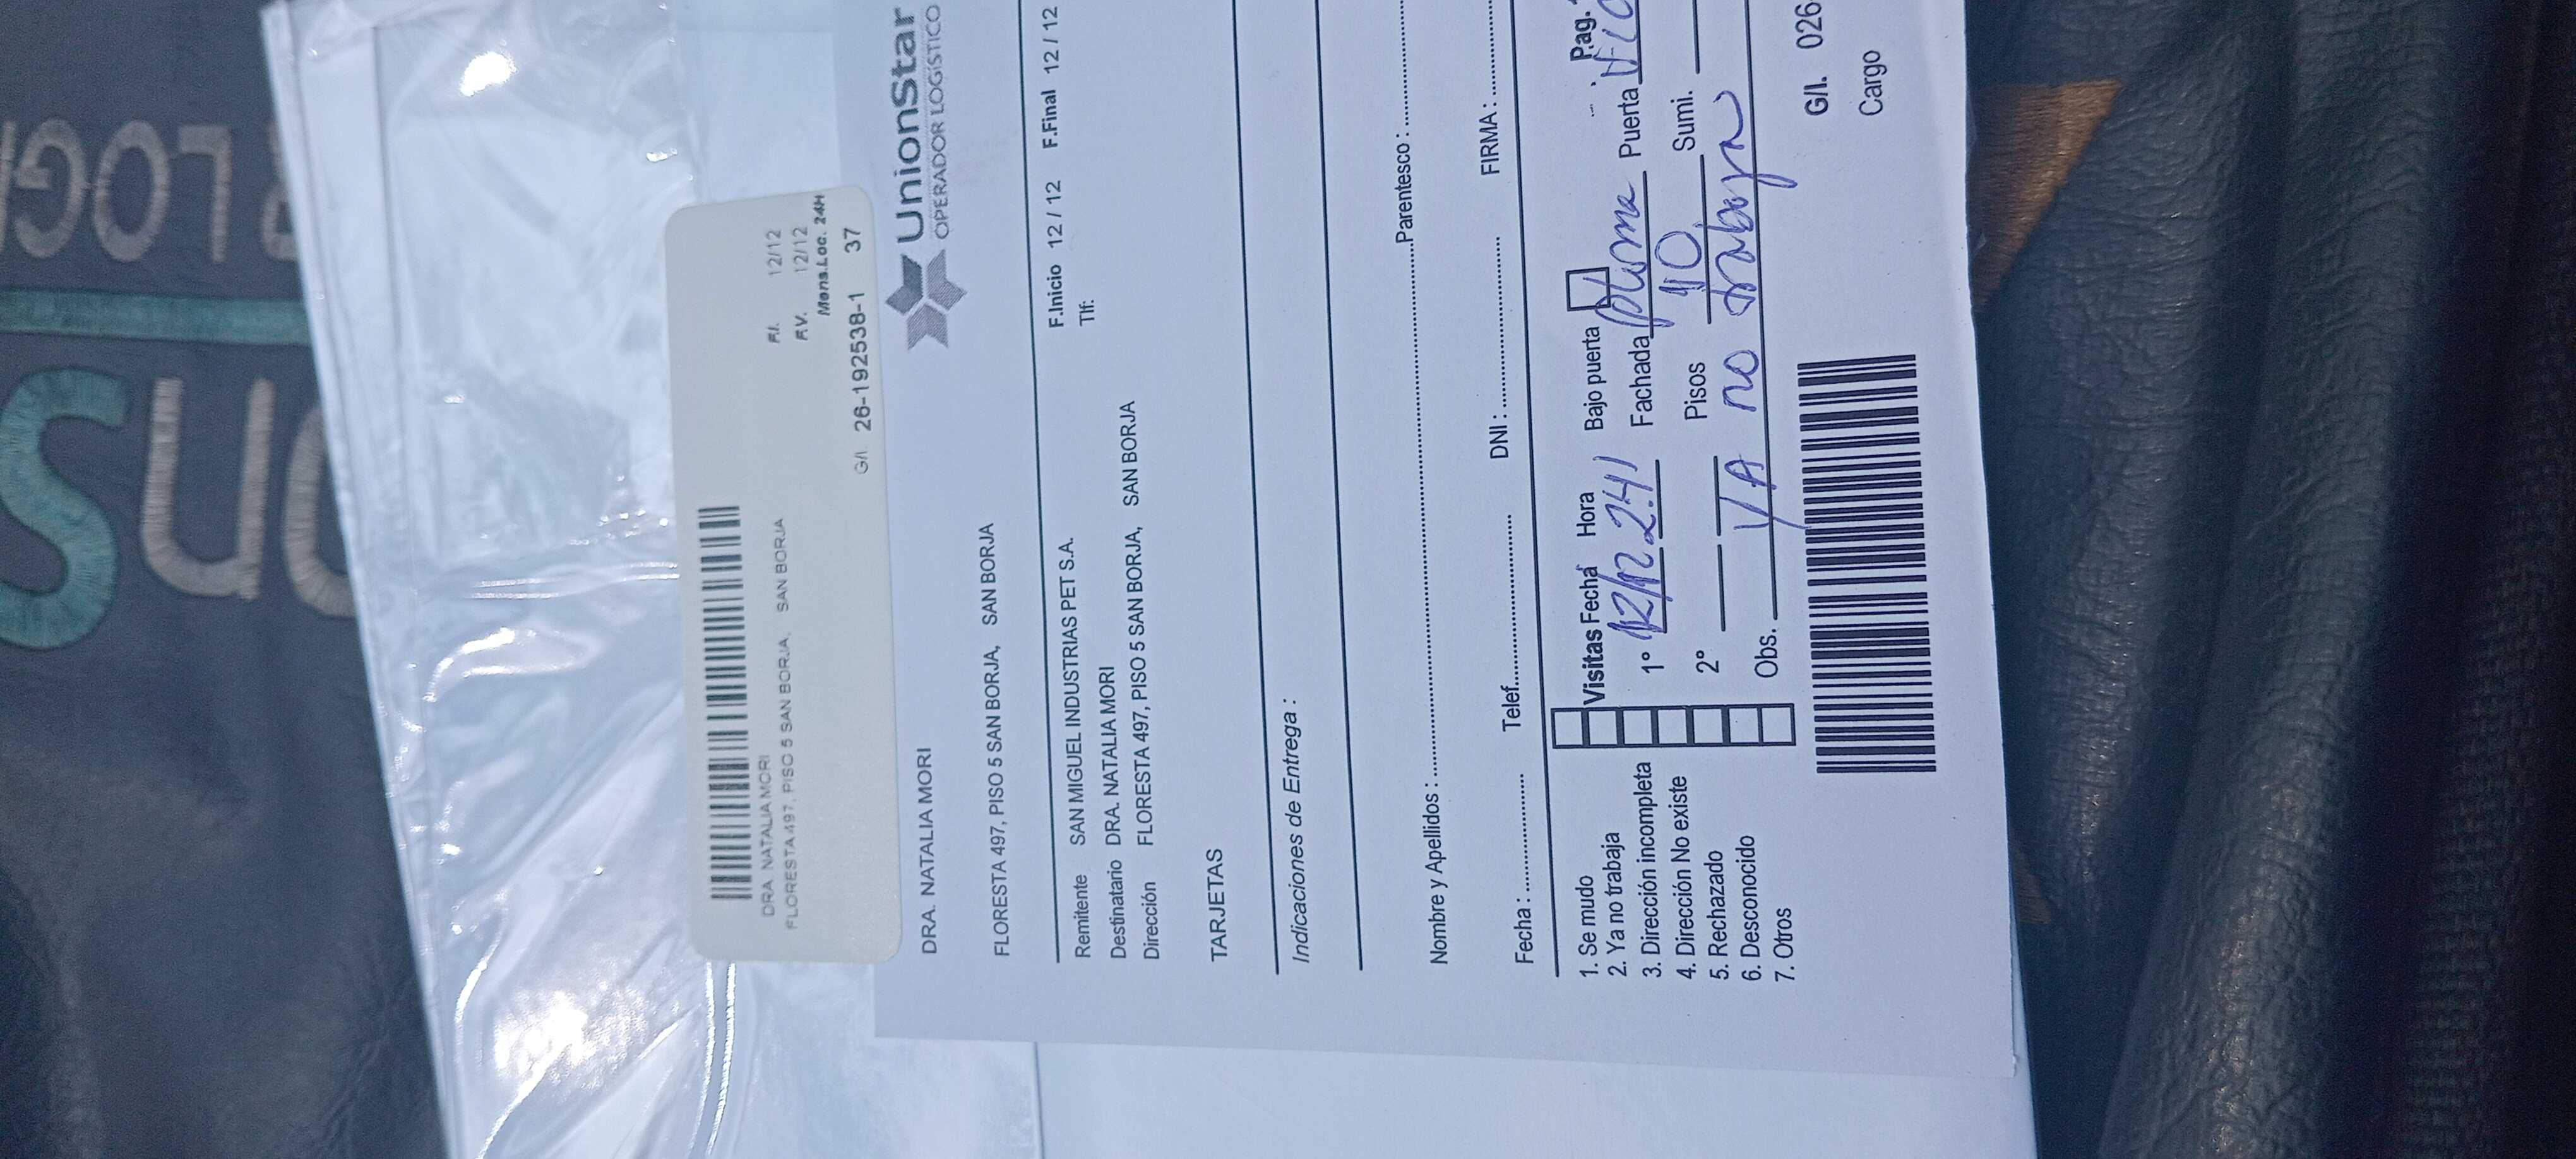 DRA. NATALIA MORI
FLORESTA 497, PISO 5 SAN BORJA, SAN BORJA
F.I. 12/12
F.V. 12/12
Mens.Loc. 24H
G/I 26-192538-1 37
UnionStar
OPERADOR LOGÍSTICO
DRA. NATALIA MORI
FLORESTA 497, PISO 5 SAN BORJA, SAN BORJA
Remitente SAN MIGUEL INDUSTRIAS PET S.A. F.Inicio 12 / 12 F.Final 12 / 12
Destinatario DRA. NATALIA MORI Tlf:
Dirección FLORESTA 497, PISO 5 SAN BORJA, SAN BORJA
TARJETAS
Indicaciones de Entrega :
Nombre y Apellidos : Parentesco :
Fecha : Telef. DNI : FIRMA :
1. Se mudo
2. Ya no trabaja
3. Dirección incompleta
4. Dirección No existe
5. Rechazado
6. Desconocido
7. Otros
Visitas Fecha Hora Bajo puerta Pag.
1° 12/12 2:41 Fachada Puerta
2° Pisos 10 Sumi.
Obs. YA no trabaja
G/I. 026
Cargo